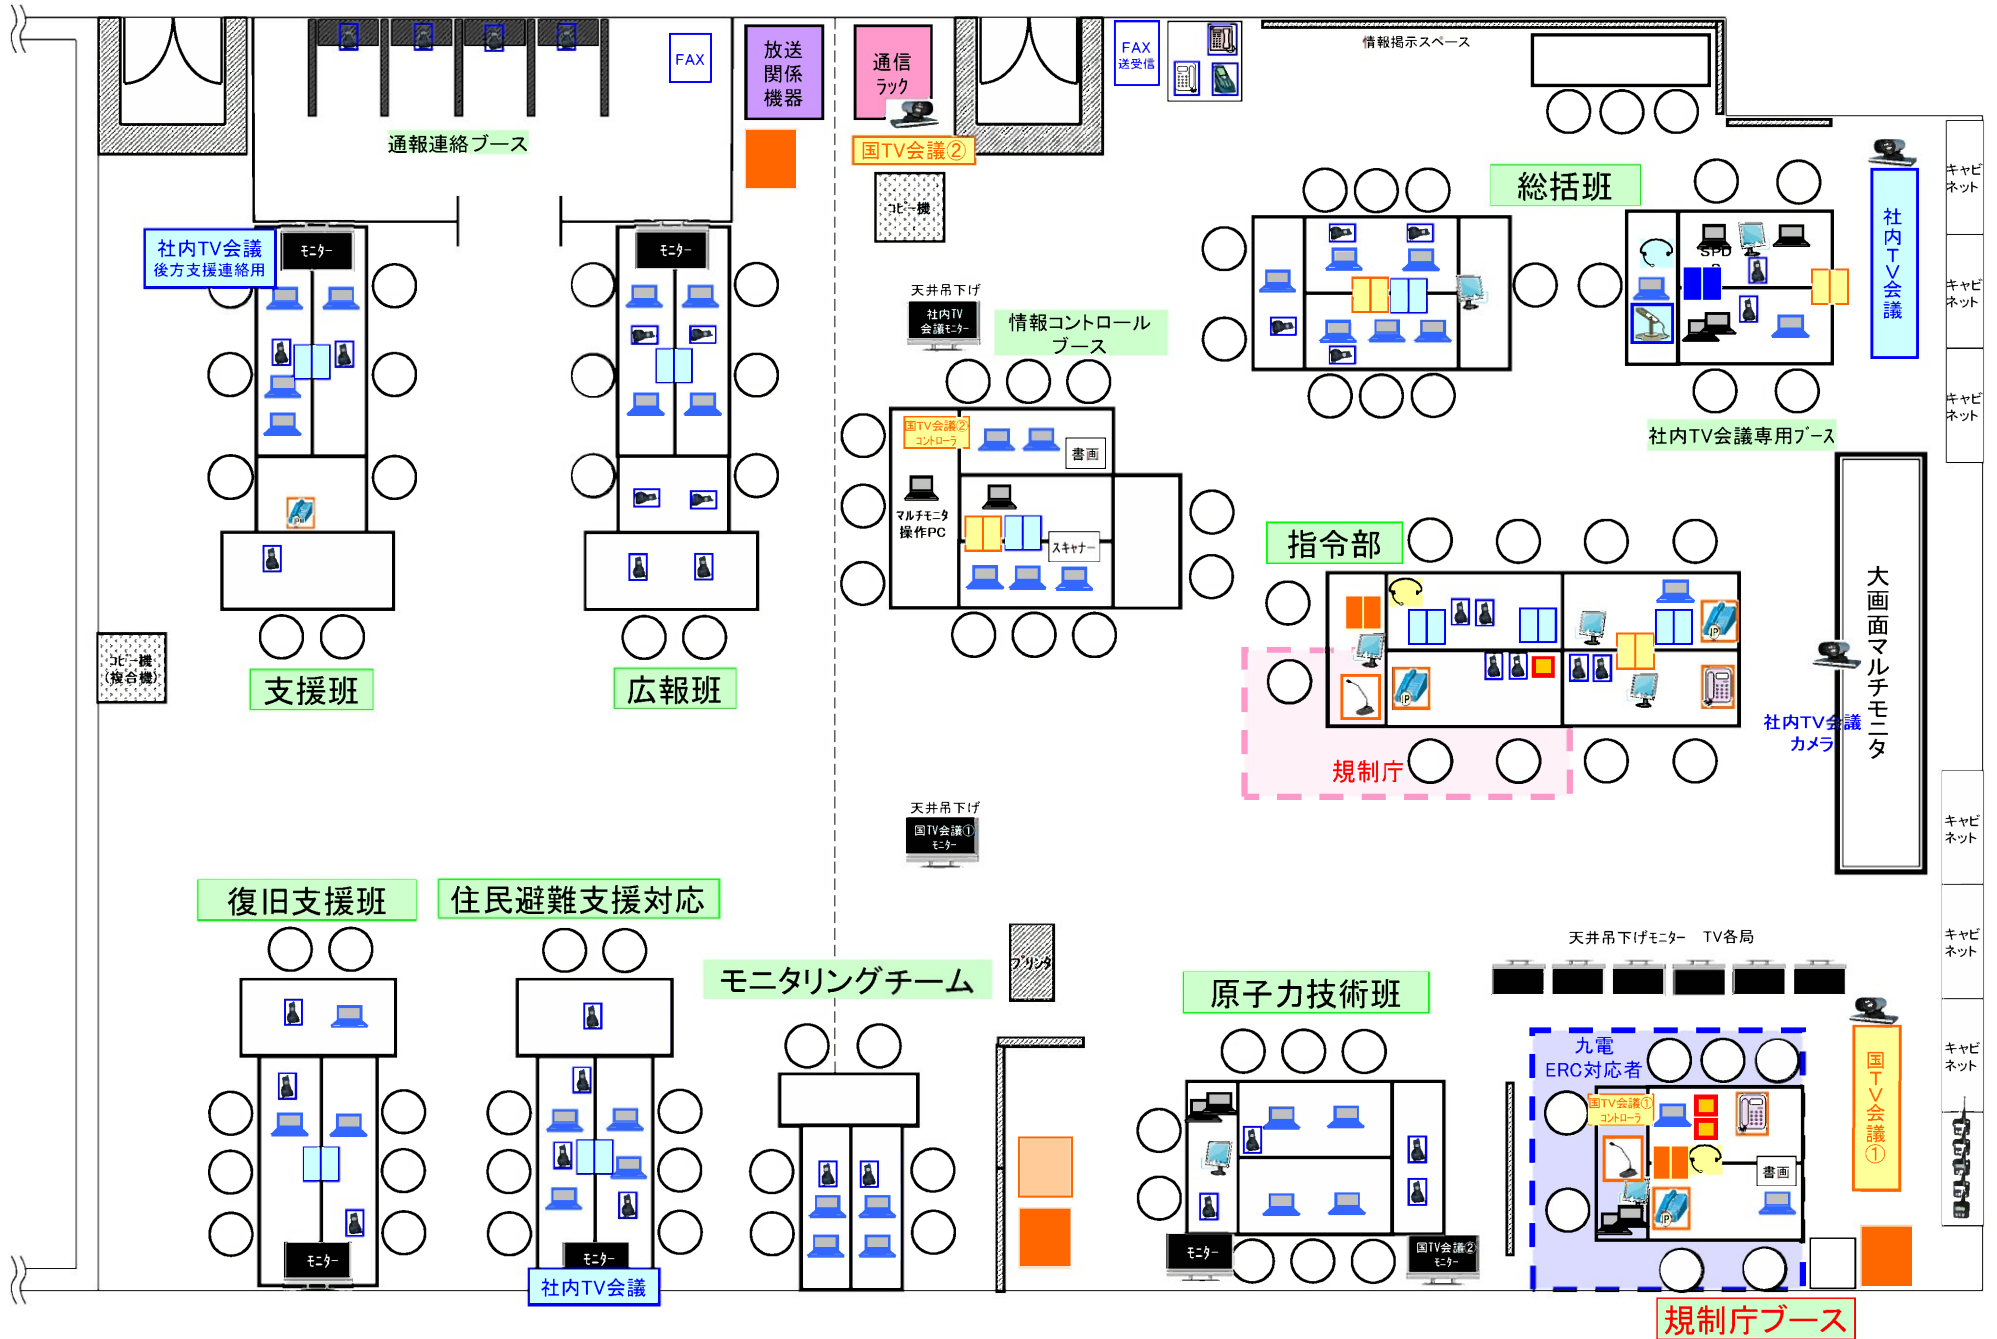 FAX
放送
関係
機器
通信
ラック
FAX
送受信
情報掲示スペース
通報連絡ブース
国TV会議②
コピー機
総括班
キャビ
ネット
社内TV会議
後方支援連絡用
モニター
モニター
社内TV会議
キャビ
ネット
天井吊下げ
社内TV
会議モニター
情報コントロール
ブース
SPD
キャビ
ネット
社内TV会議専用ブース
国TV会議②
コントローラ
書画
マルチモニタ
操作PC
スキャナー
指令部
IP
IP
IP
大画面マルチモニタ
コピー機
(複合機)
支援班
広報班
社内TV会議
カメラ
規制庁
天井吊下げ
国TV会議①
モニター
キャビ
ネット
復旧支援班
住民避難支援対応
モニタリングチーム
プリンタ
原子力技術班
天井吊下げモニター TV各局
キャビ
ネット
九電
ERC対応者
国TV会議①
コントローラ
国TV会議①
キャビ
ネット
書画
IP
モニター
モニター
モニター
国TV会議②
モニター
社内TV会議
規制庁ブース